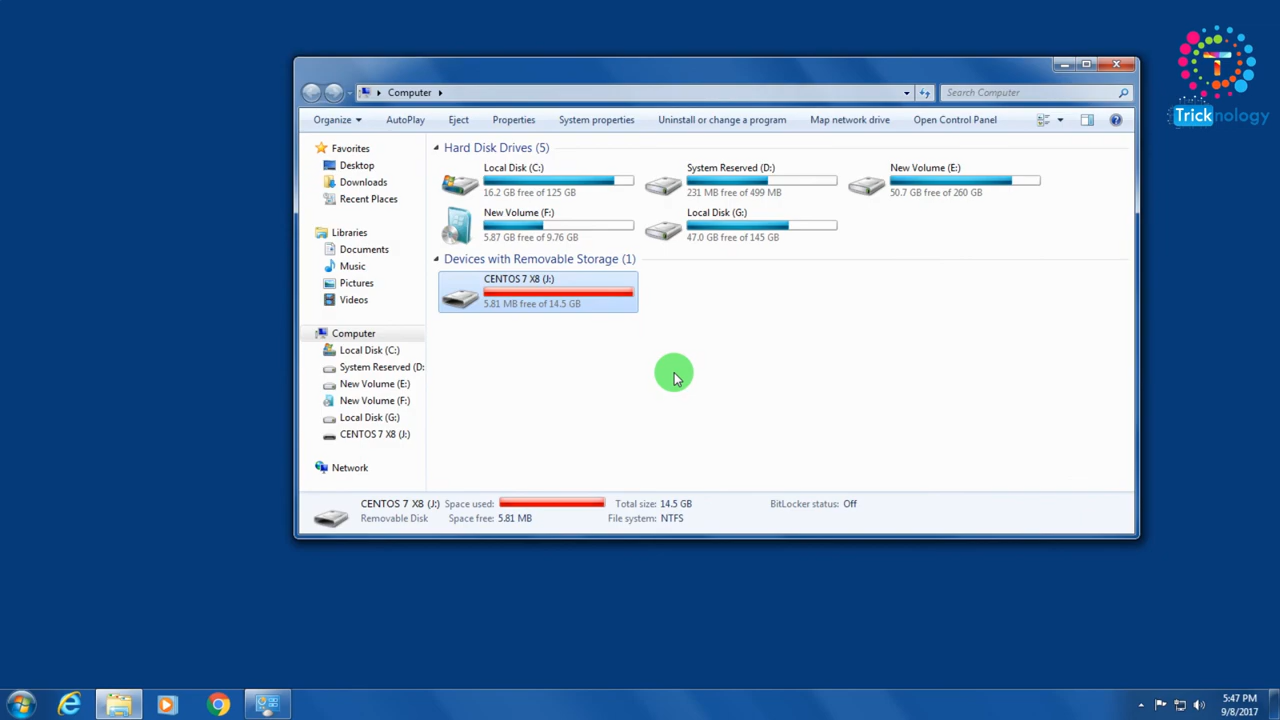 Tricknology
Computer
Search Computer
Organize AutoPlay Eject Properties System properties Uninstall or change a program Map network drive Open Control Panel
Favorites
Desktop
Downloads
Recent Places
Libraries
Documents
Music
Pictures
Videos
Computer
Local Disk (C:)
System Reserved (D:
New Volume (E:)
New Volume (F:)
Local Disk (G:)
CENTOS 7 X8 (J:)
Network
Hard Disk Drives (5)
Local Disk (C:)
16.2 GB free of 125 GB
System Reserved (D:)
231 MB free of 499 MB
New Volume (E:)
50.7 GB free of 260 GB
New Volume (F:)
5.87 GB free of 9.76 GB
Local Disk (G:)
47.0 GB free of 145 GB
Devices with Removable Storage (1)
CENTOS 7 X8 (J:)
5.81 MB free of 14.5 GB
CENTOS 7 X8 (J:) Space used: Total size: 14.5 GB BitLocker status: Off
Removable Disk Space free: 5.81 MB File system: NTFS
5:47 PM
9/8/2017